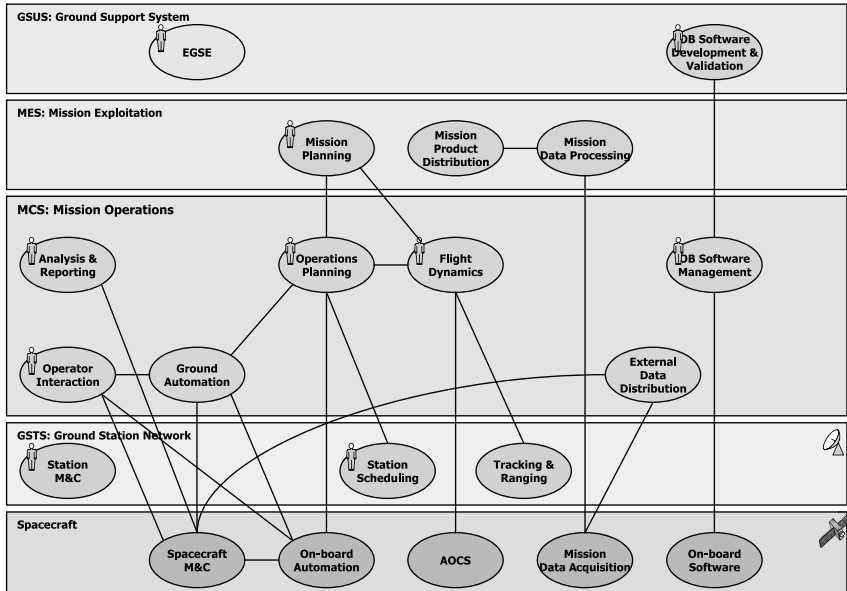 GSUS: Ground Support System
EGSE
OB Software
Development &
Validation
MES: Mission Exploitation
Mission
Planning
Mission
Product
Distribution
Mission
Data Processing
MCS: Mission Operations
Analysis &
Reporting
Operations
Planning
Flight
Dynamics
OB Software
Management
Operator
Interaction
Ground
Automation
External
Data
Distribution
GSTS: Ground Station Network
Station
M&C
Station
Scheduling
Tracking &
Ranging
Spacecraft
Spacecraft
M&C
On-board
Automation
AOCS
Mission
Data Acquisition
On-board
Software